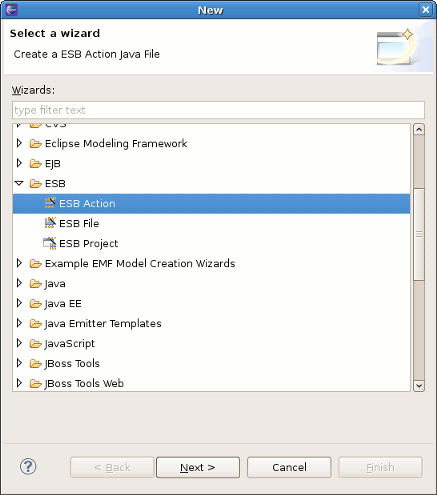 New
Select a wizard
Create a ESB Action Java File
Wizards:
type filter text
CVS
Eclipse Modeling Framework
EJB
ESB
ESB Action
ESB File
ESB Project
Example EMF Model Creation Wizards
Java
Java EE
Java Emitter Templates
JavaScript
JBoss Tools
JBoss Tools Web
? < Back Next > Cancel Finish